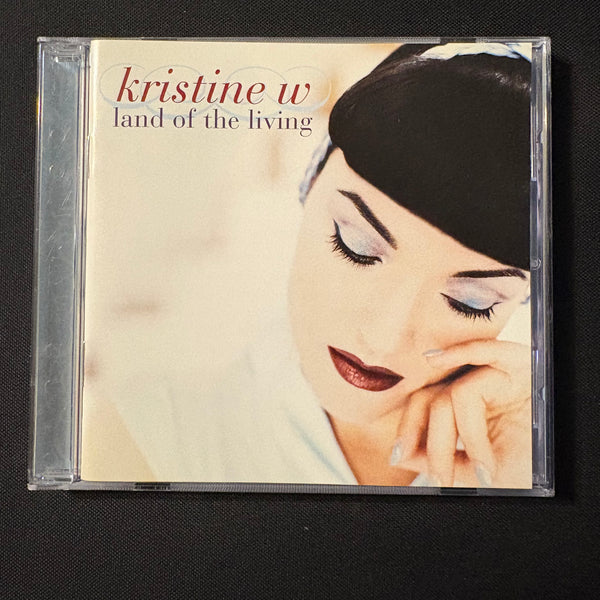 kristine w
land of the living